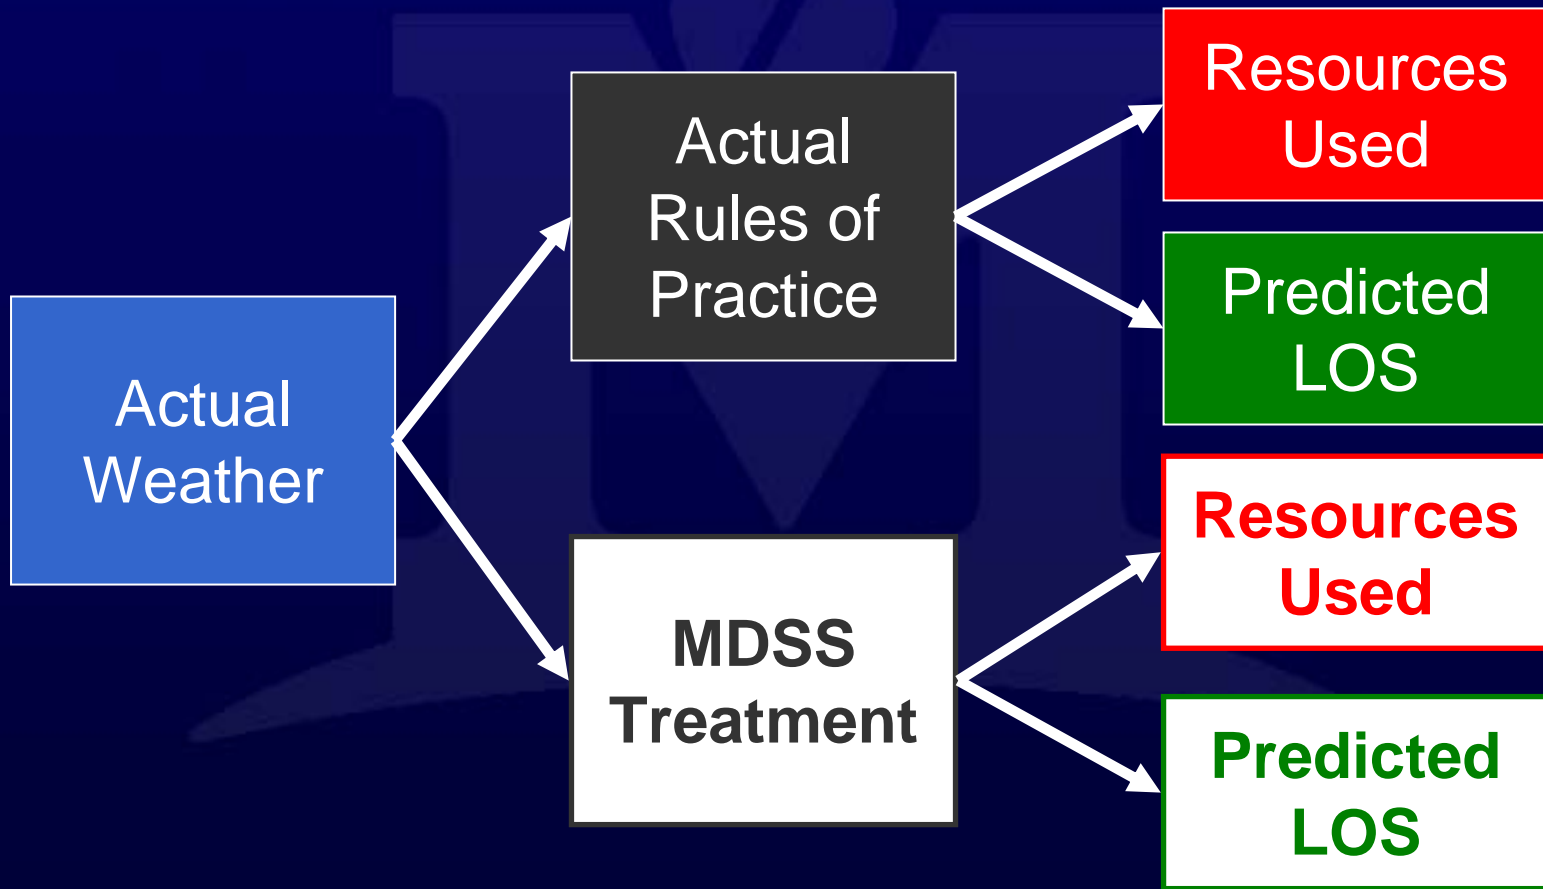 Actual
Weather
Actual
Rules of
Practice
Resources
Used
Predicted
LOS
MDSS
Treatment
Resources
Used
Predicted
LOS